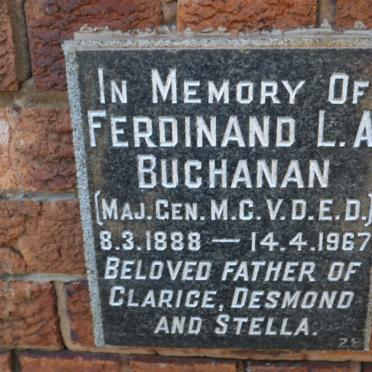 IN MEMORY OF
FERDINAND L.A
BUCHANAN
(MAJ. GEN. M.C. V.D. E.D.)
8.3.1888 — 14.4.1967
BELOVED FATHER OF
CLARICE, DESMOND
AND STELLA.